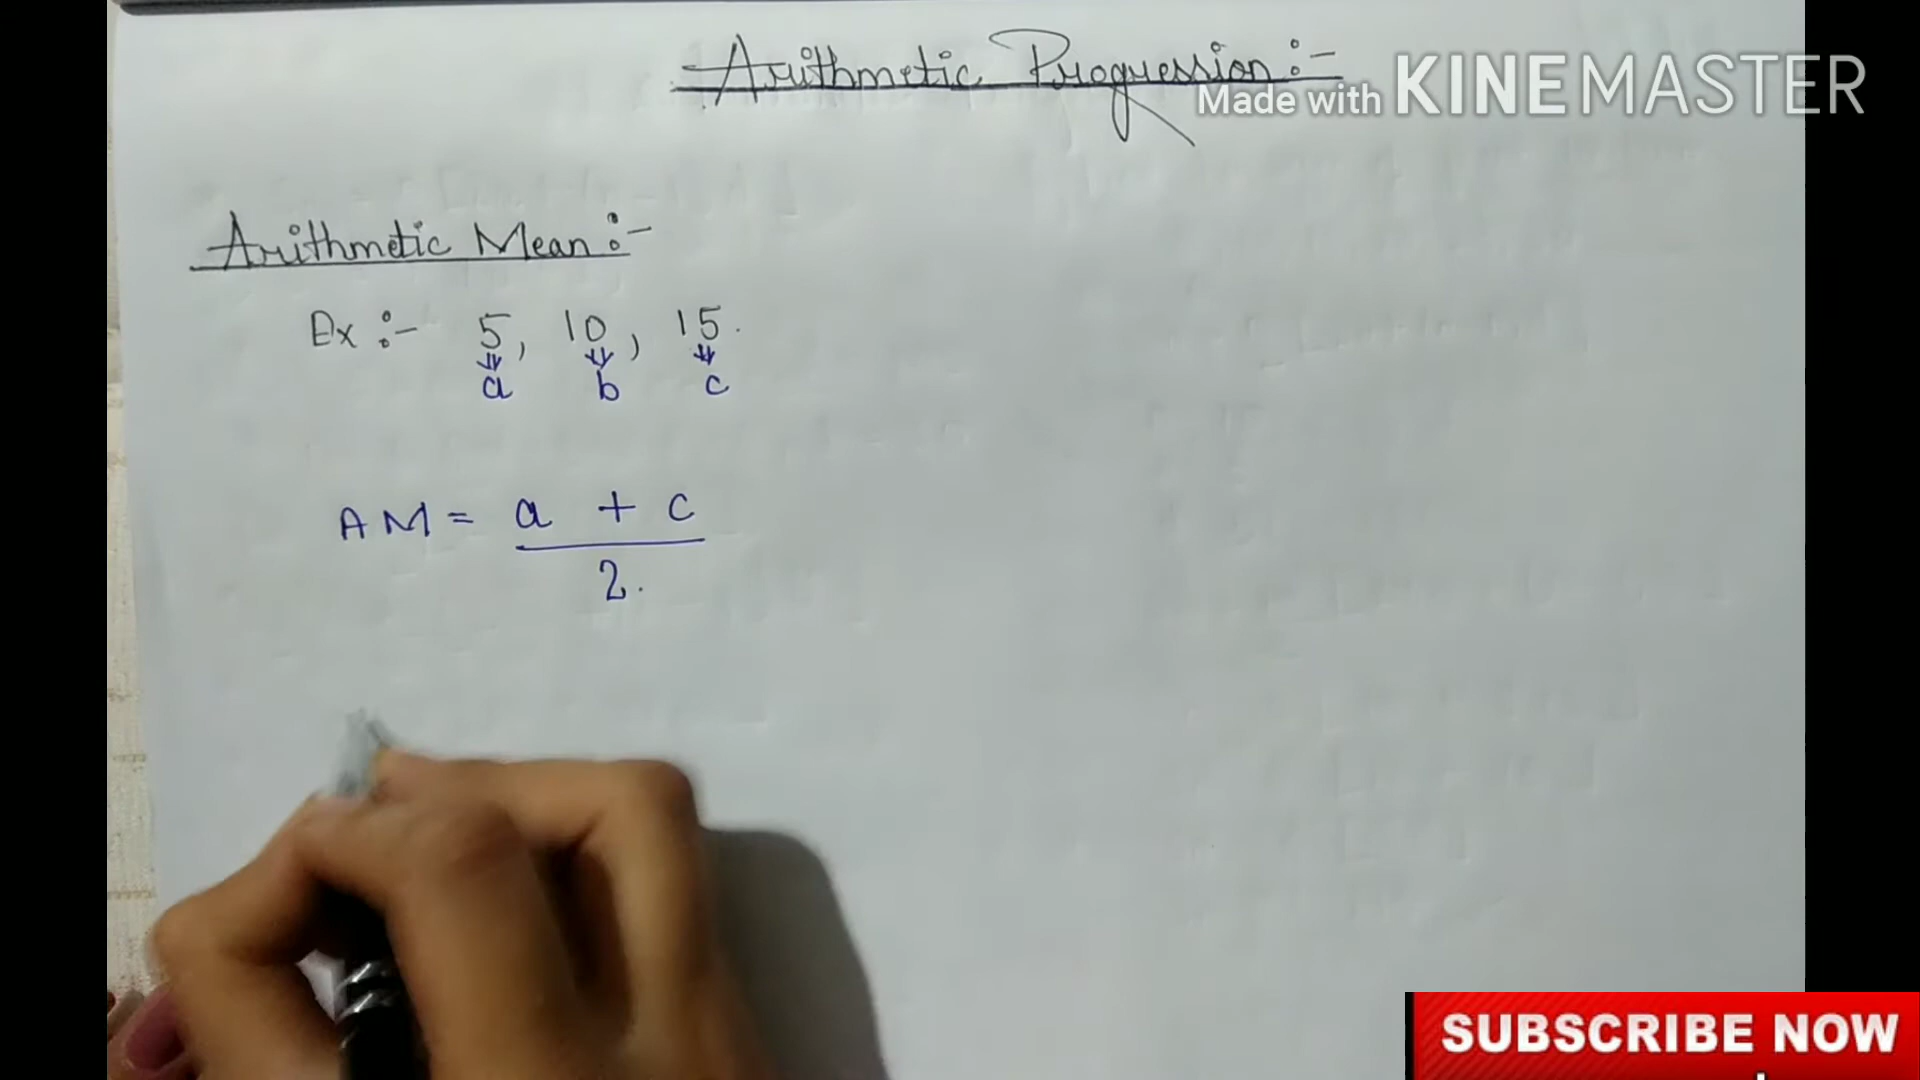 Arithmetic Progression:-
Made with KINEMASTER
Arithmetic Mean:-
Ex :- 5, 10, 15.
a b c
AM = a + c
2.
SUBSCRIBE NOW